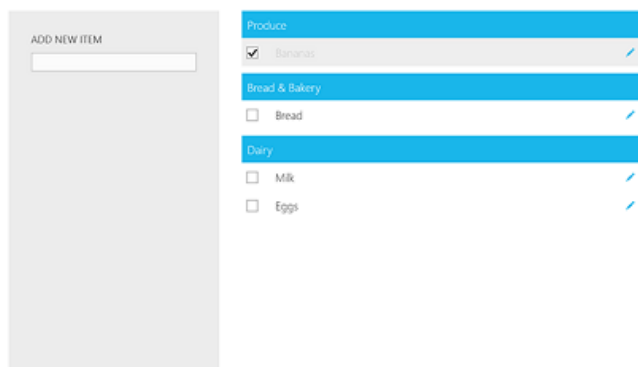 ADD NEW ITEM
Produce
Bananas
Bread & Bakery
Bread
Dairy
Milk
Eggs